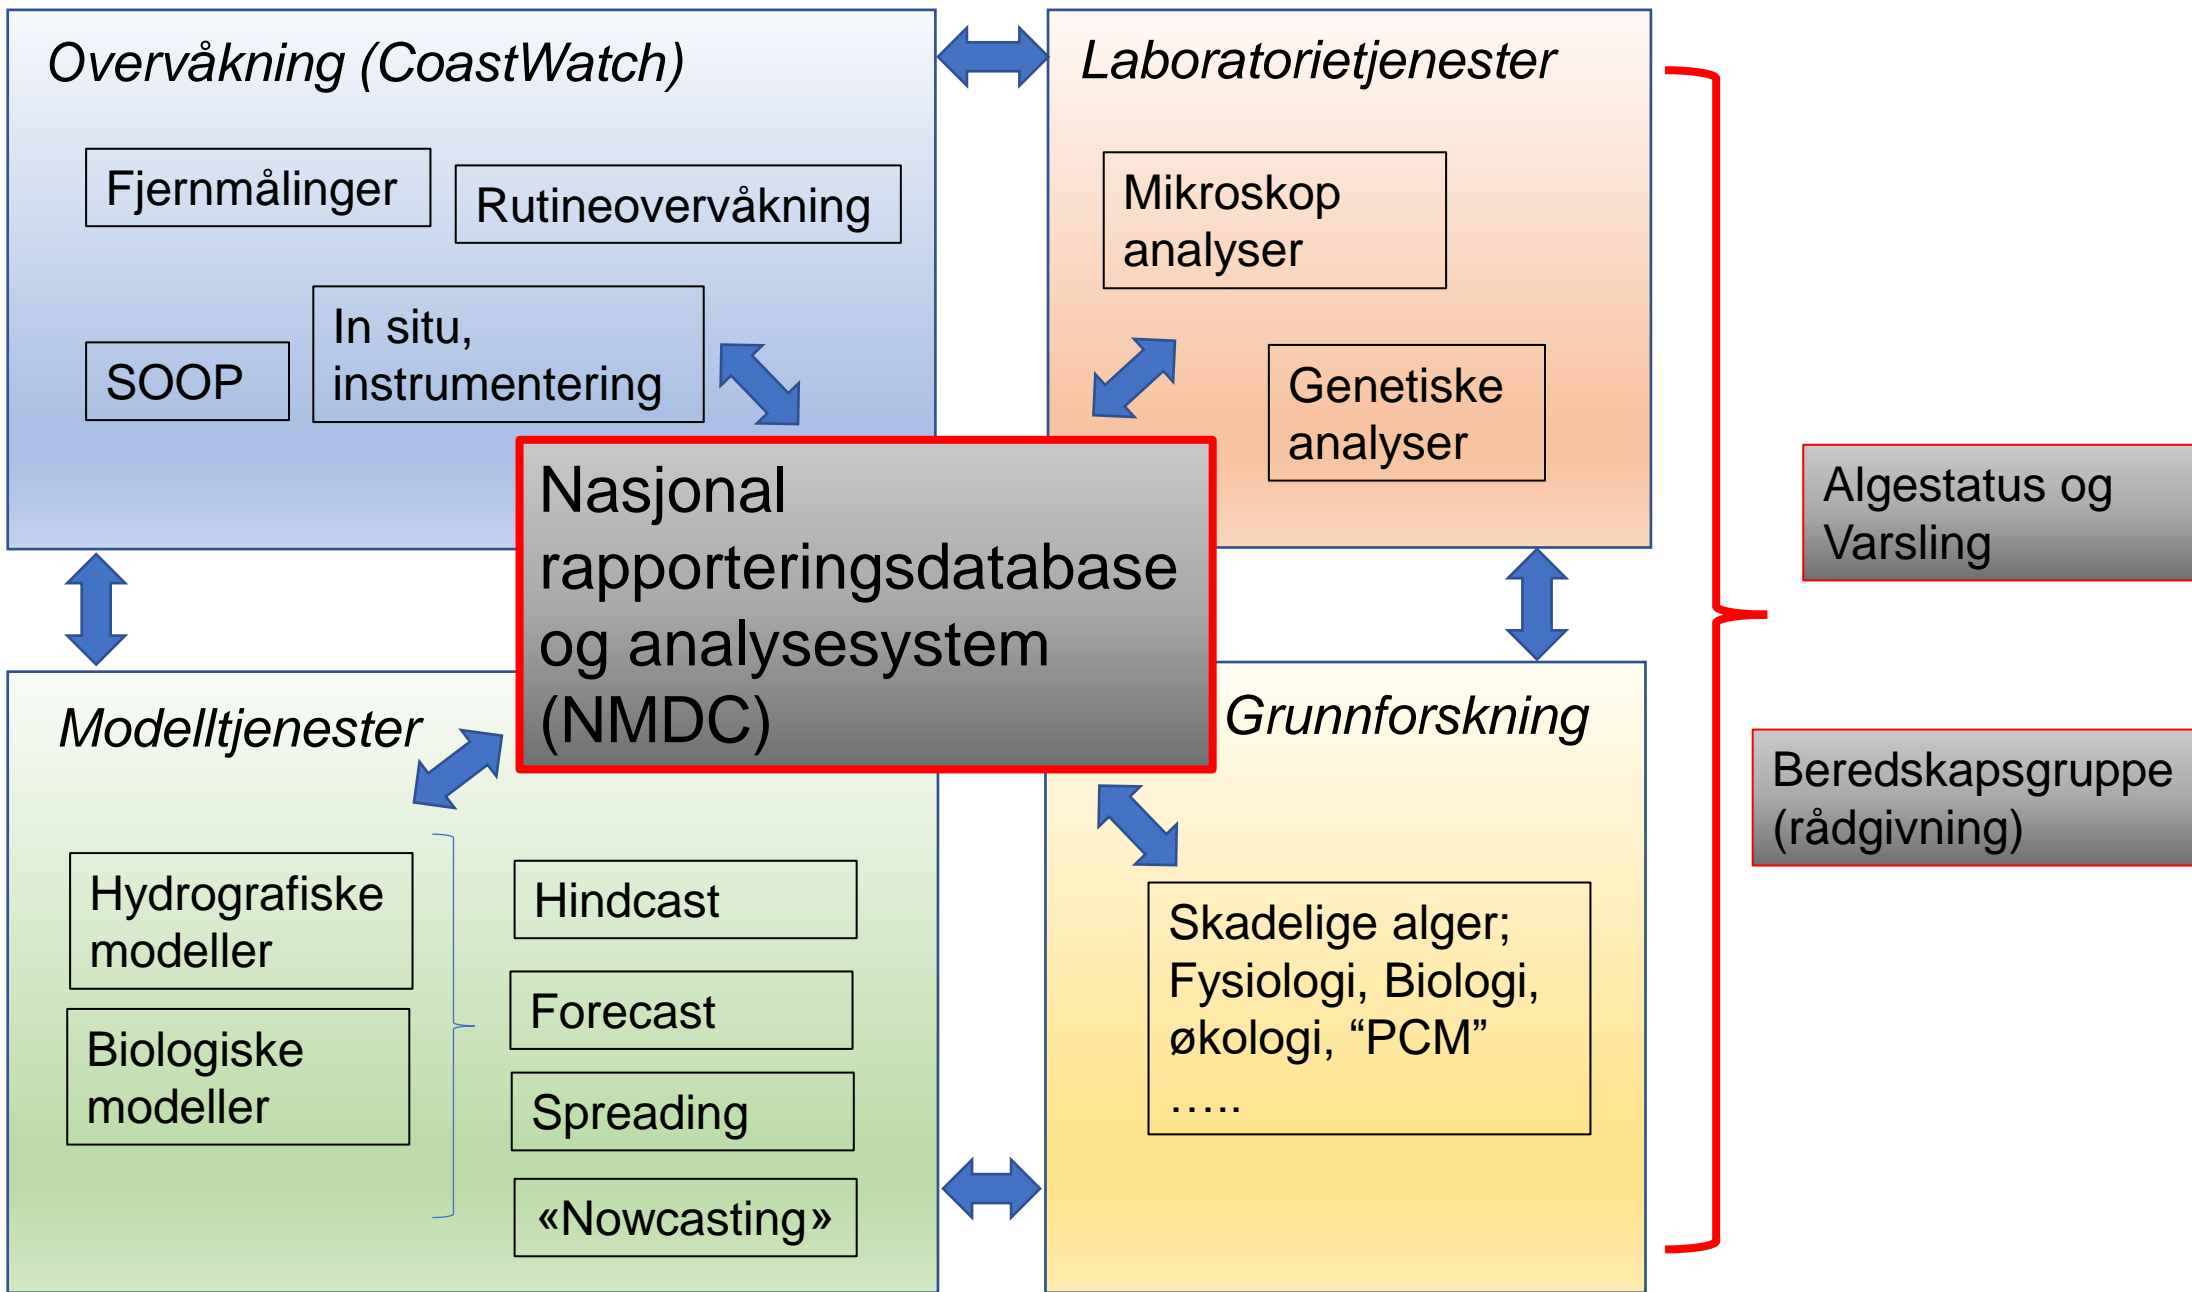 Overvåkning (CoastWatch)
Fjernmålinger
Rutineovervåkning
SOOP
In situ,
instrumentering
Laboratorietjenester
Mikroskop
analyser
Genetiske
analyser
Nasjonal
rapporteringsdatabase
og analysesystem
(NMDC)
Modelltjenester
Hydrografiske
modeller
Biologiske
modeller
Hindcast
Forecast
Spreading
«Nowcasting»
Grunnforskning
Skadelige alger;
Fysiologi, Biologi,
økologi, “PCM”
…..
Algestatus og
Varsling
Beredskapsgruppe
(rådgivning)